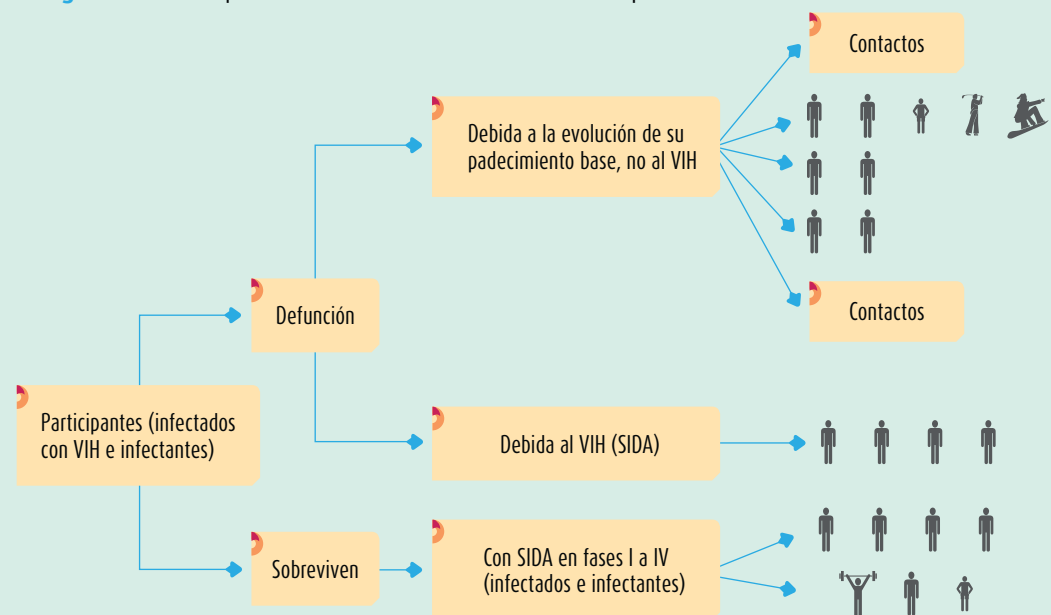 Contactos
Debida a la evolución de su
padecimiento base, no al VIH
Contactos
Defunción
Participantes (infectados
con VIH e infectantes)
Debida al VIH (SIDA)
Sobreviven
Con SIDA en fases I a IV
(infectados e infectantes)